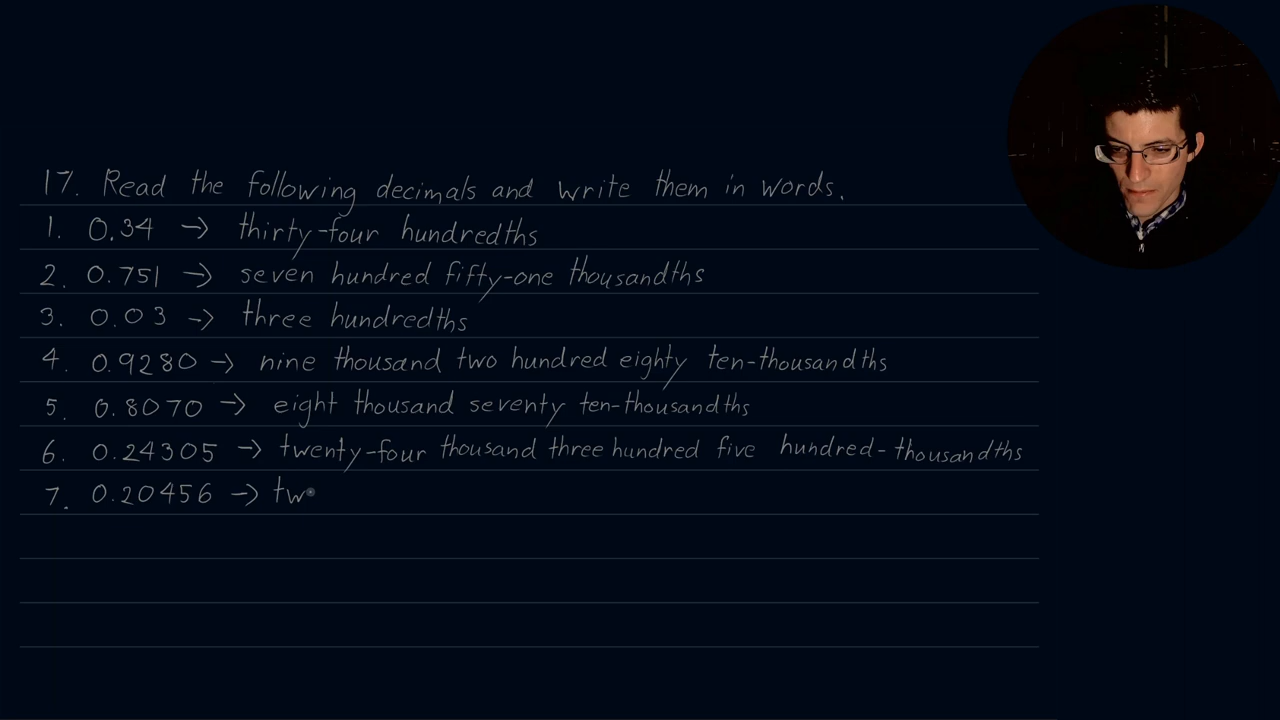 17. Read the following decimals and write them in words.
1. 0.34 → thirty-four hundredths
2. 0.751 → seven hundred fifty-one thousandths
3. 0.03 → three hundredths
4. 0.9280 → nine thousand two hundred eighty ten-thousandths
5. 0.8070 → eight thousand seventy ten-thousandths
6. 0.24305 → twenty-four thousand three hundred five hundred-thousandths
7. 0.20456 → tw